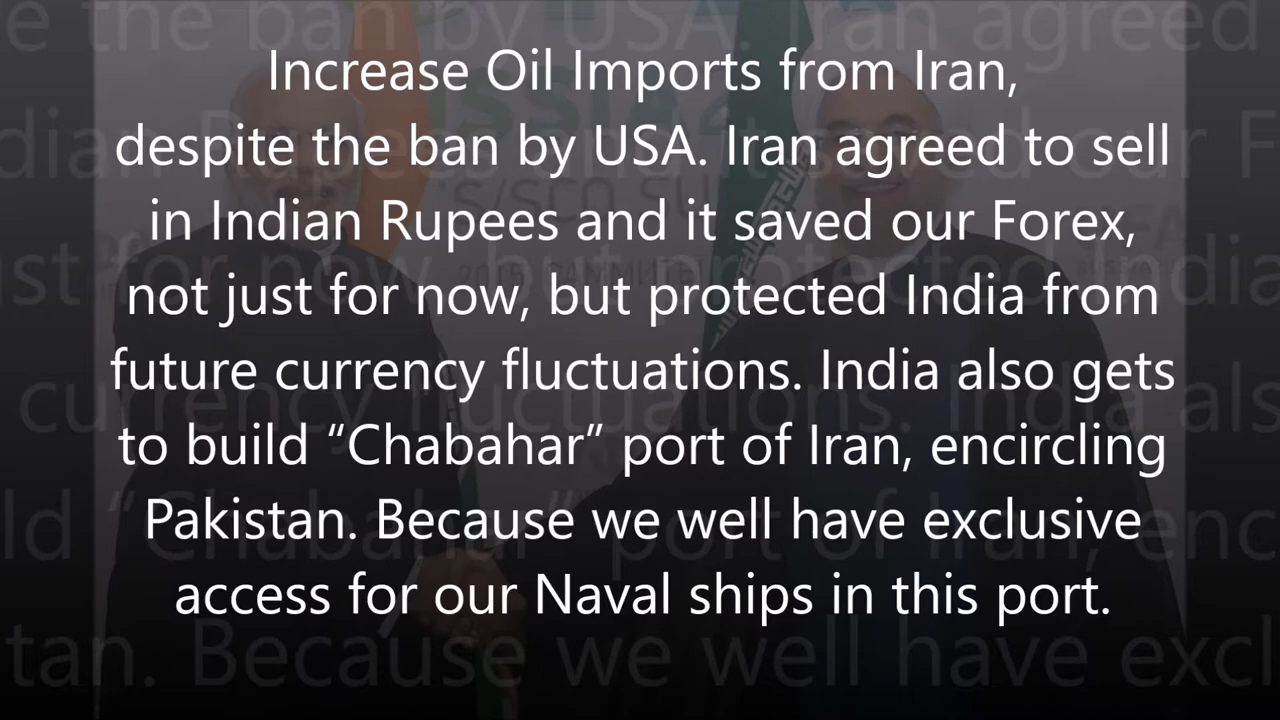 Increase Oil Imports from Iran,
despite the ban by USA. Iran agreed to sell
in Indian Rupees and it saved our Forex,
not just for now, but protected India from
future currency fluctuations. India also gets
to build “Chabahar” port of Iran, encircling
Pakistan. Because we well have exclusive
access for our Naval ships in this port.